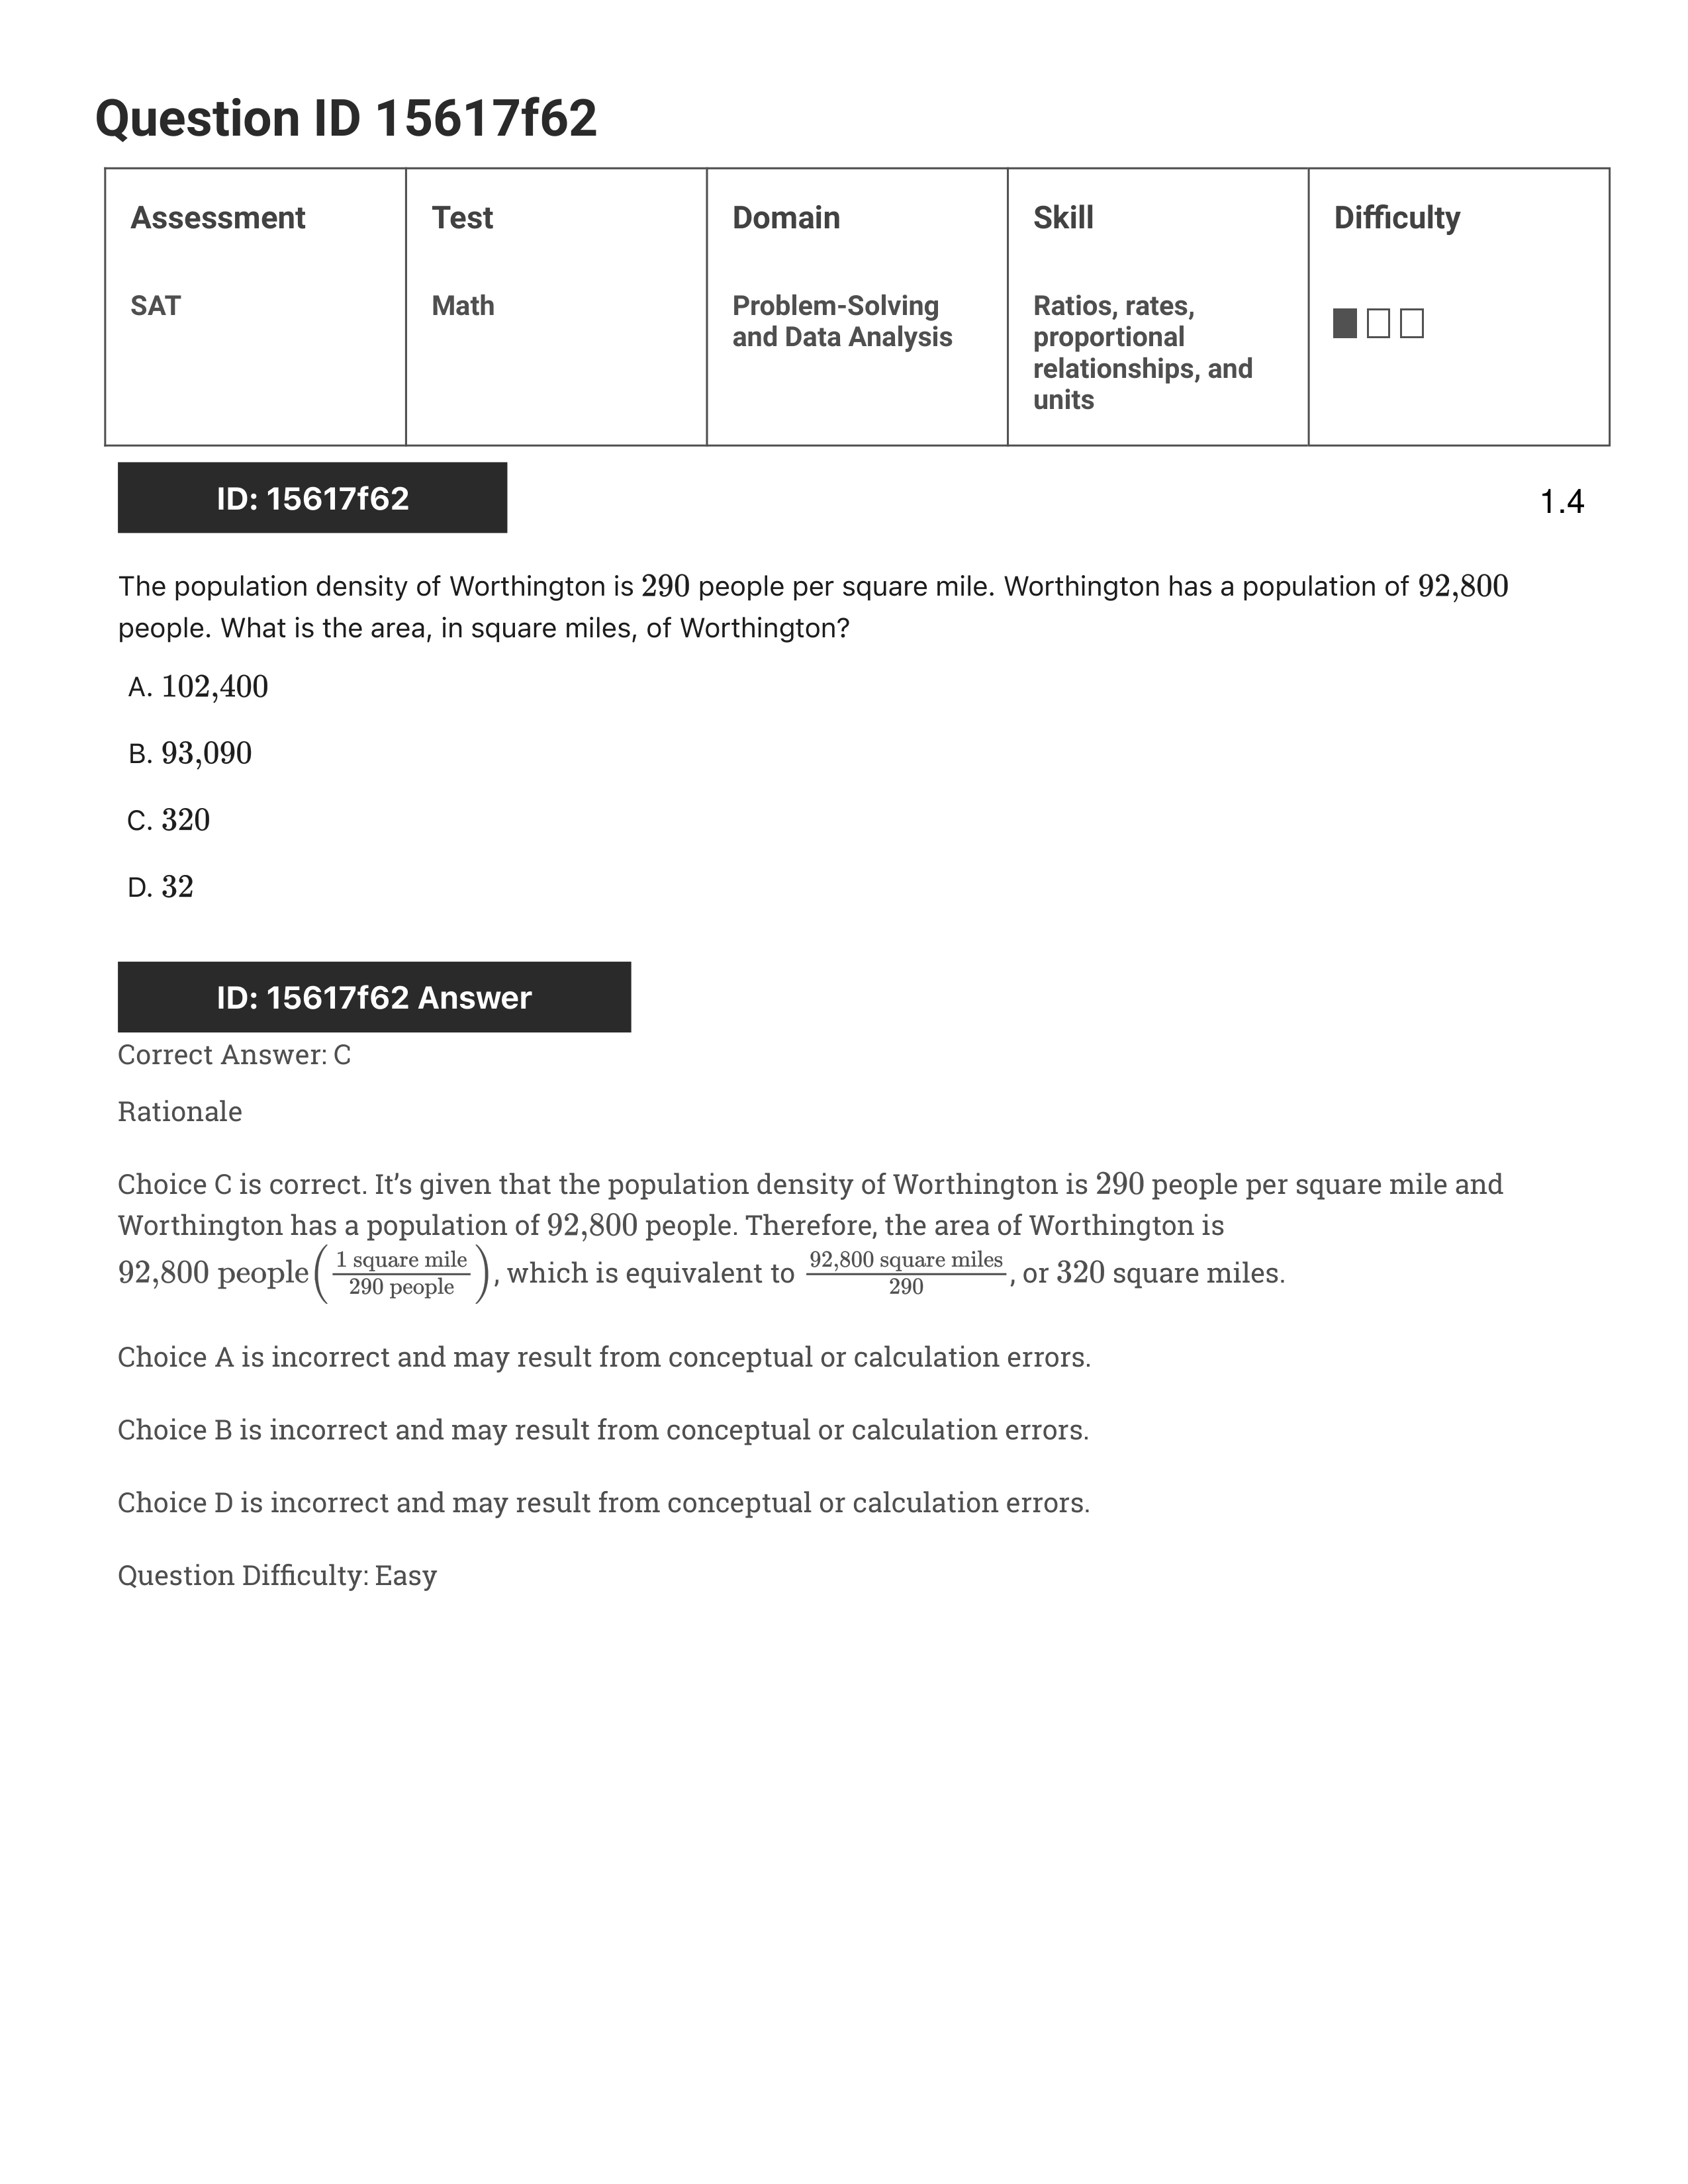 Question ID 15617f62
Assessment Test Domain Skill Difficulty
SAT Math Problem-Solving and Data Analysis Ratios, rates, proportional relationships, and units
ID: 15617f62 1.4
The population density of Worthington is 290 people per square mile. Worthington has a population of 92,800
people. What is the area, in square miles, of Worthington?
A. 102,400
B. 93,090
C. 320
D. 32
ID: 15617f62 Answer
Correct Answer: C
Rationale
Choice C is correct. It’s given that the population density of Worthington is 290 people per square mile and
Worthington has a population of 92,800 people. Therefore, the area of Worthington is
92,800 people(1 square mile/290 people), which is equivalent to 92,800 square miles/290, or 320 square miles.
Choice A is incorrect and may result from conceptual or calculation errors.
Choice B is incorrect and may result from conceptual or calculation errors.
Choice D is incorrect and may result from conceptual or calculation errors.
Question Difficulty: Easy